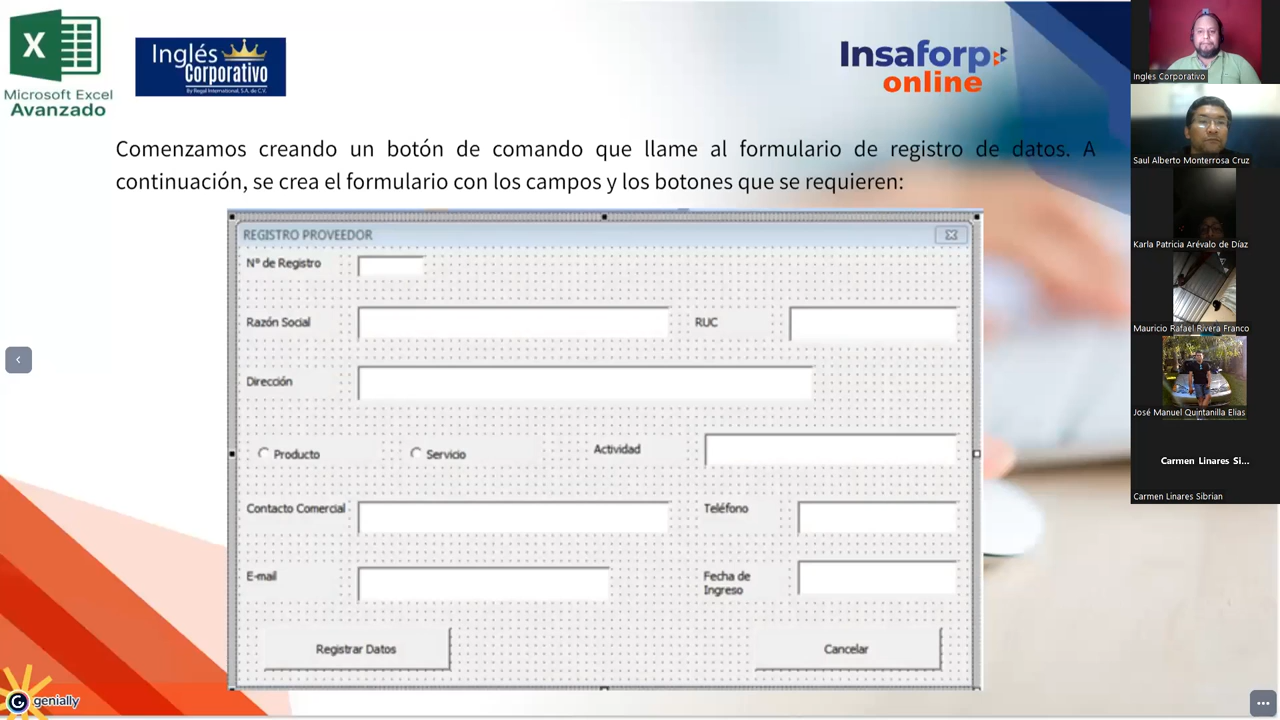 Microsoft Excel
Avanzado
Inglés
Corporativo
By Regal International, S.A. de C.V.
Insaforp
online
Comenzamos creando un botón de comando que llame al formulario de registro de datos. A
continuación, se crea el formulario con los campos y los botones que se requieren:
REGISTRO PROVEEDOR
N° de Registro
Razón Social
RUC
Dirección
Producto
Servicio
Actividad
Contacto Comercial
Teléfono
E-mail
Fecha de
Ingreso
Registrar Datos
Cancelar
genially
Ingles Corporativo
Saul Alberto Monterrosa Cruz
Karla Patricia Arévalo de Díaz
Mauricio Rafael Rivera Franco
José Manuel Quintanilla Elias
Carmen Linares Si...
Carmen Linares Sibrian